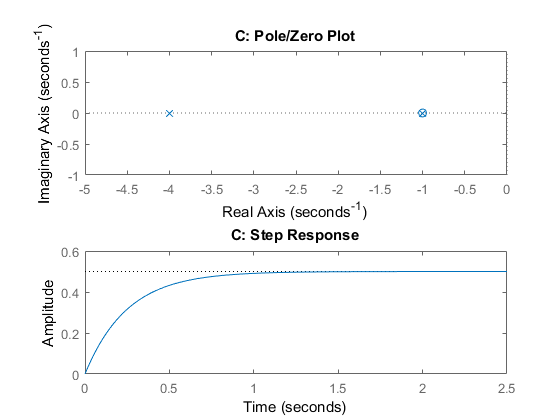 C: Pole/Zero Plot
1
0.5
0
-0.5
-1
Imaginary Axis (seconds-1)
-5 -4.5 -4 -3.5 -3 -2.5 -2 -1.5 -1 -0.5 0
Real Axis (seconds-1)
C: Step Response
0.6
0.4
0.2
0
Amplitude
0 0.5 1 1.5 2 2.5
Time (seconds)